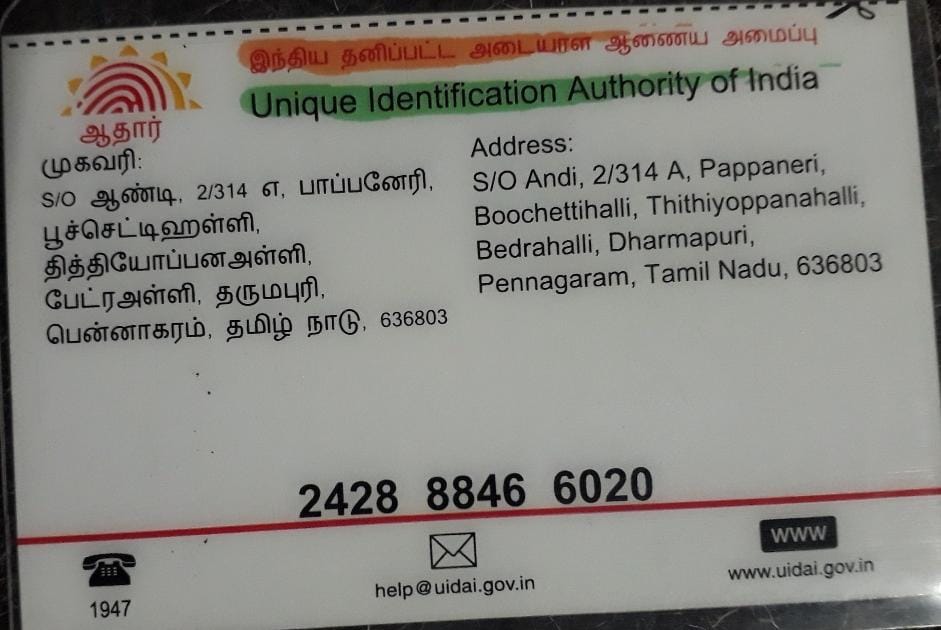 இந்திய தனிப்பட்ட அடையாள ஆணைய அமைப்பு
Unique Identification Authority of India
ஆதார்
முகவரி:
S/O ஆண்டி, 2/314 எ, பாப்பனேரி,
பூச்செட்டிஹள்ளி,
தித்தியோப்பனஅள்ளி,
பேட்ரஅள்ளி, தருமபுரி,
பென்னாகரம், தமிழ் நாடு, 636803
Address:
S/O Andi, 2/314 A, Pappaneri,
Boochettihalli, Thithiyoppanahalli,
Bedrahalli, Dharmapuri,
Pennagaram, Tamil Nadu, 636803
2428 8846 6020
1947
help@uidai.gov.in
www
www.uidai.gov.in